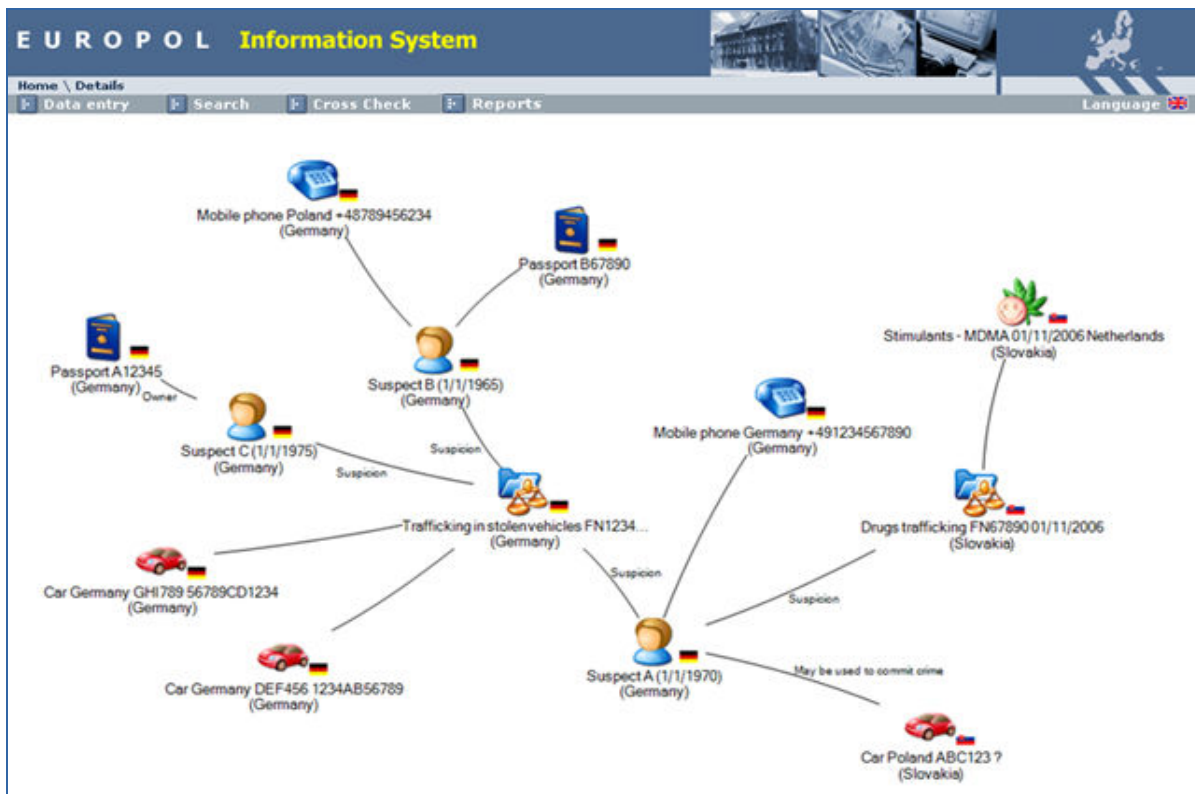 EUROPOL Information System
Home \ Details
Data entry Search Cross Check Reports Language
Mobile phone Poland +48789456234
(Germany)
Passport B67890
(Germany)
Stimulants - MDMA 01/11/2006 Netherlands
(Slovakia)
Passport A12345
(Germany)
Owner
Suspect B (1/1/1965)
(Germany)
Mobile phone Germany +491234567890
(Germany)
Suspect C (1/1/1975)
(Germany)
Suspicion
Suspicion
Trafficking in stolen vehicles FN1234...
(Germany)
Drugs trafficking FN67890 01/11/2006
(Slovakia)
Car Germany GHI789 56789CD1234
(Germany)
Suspicion
Suspicion
Car Germany DEF456 1234AB56789
(Germany)
Suspect A (1/1/1970)
(Germany)
May be used to commit crime
Car Poland ABC123 ?
(Slovakia)